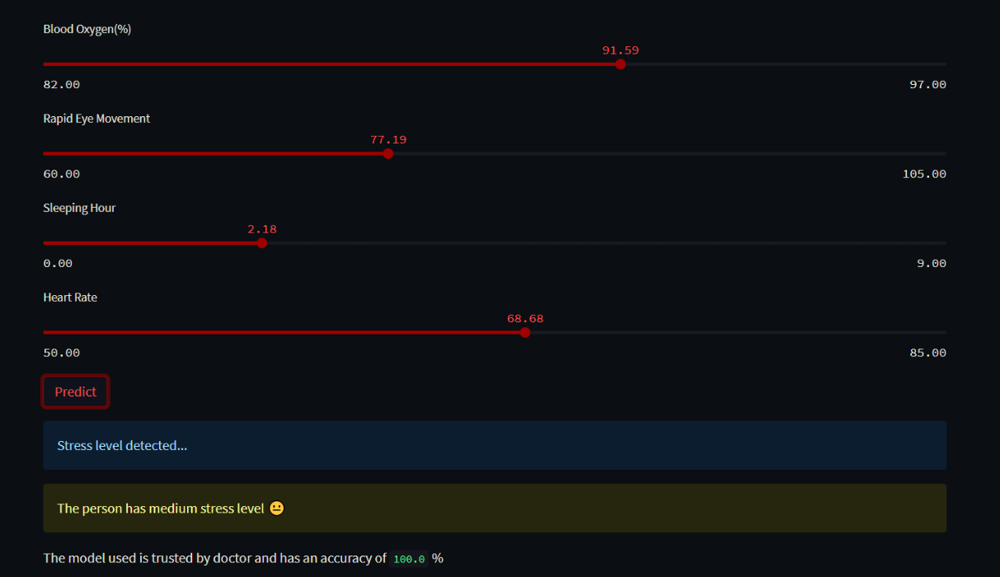 Blood Oxygen(%)
91.59
82.00 97.00
Rapid Eye Movement
77.19
60.00 105.00
Sleeping Hour
2.18
0.00 9.00
Heart Rate
68.68
50.00 85.00
Predict
Stress level detected...
The person has medium stress level 😐
The model used is trusted by doctor and has an accuracy of 100.0 %